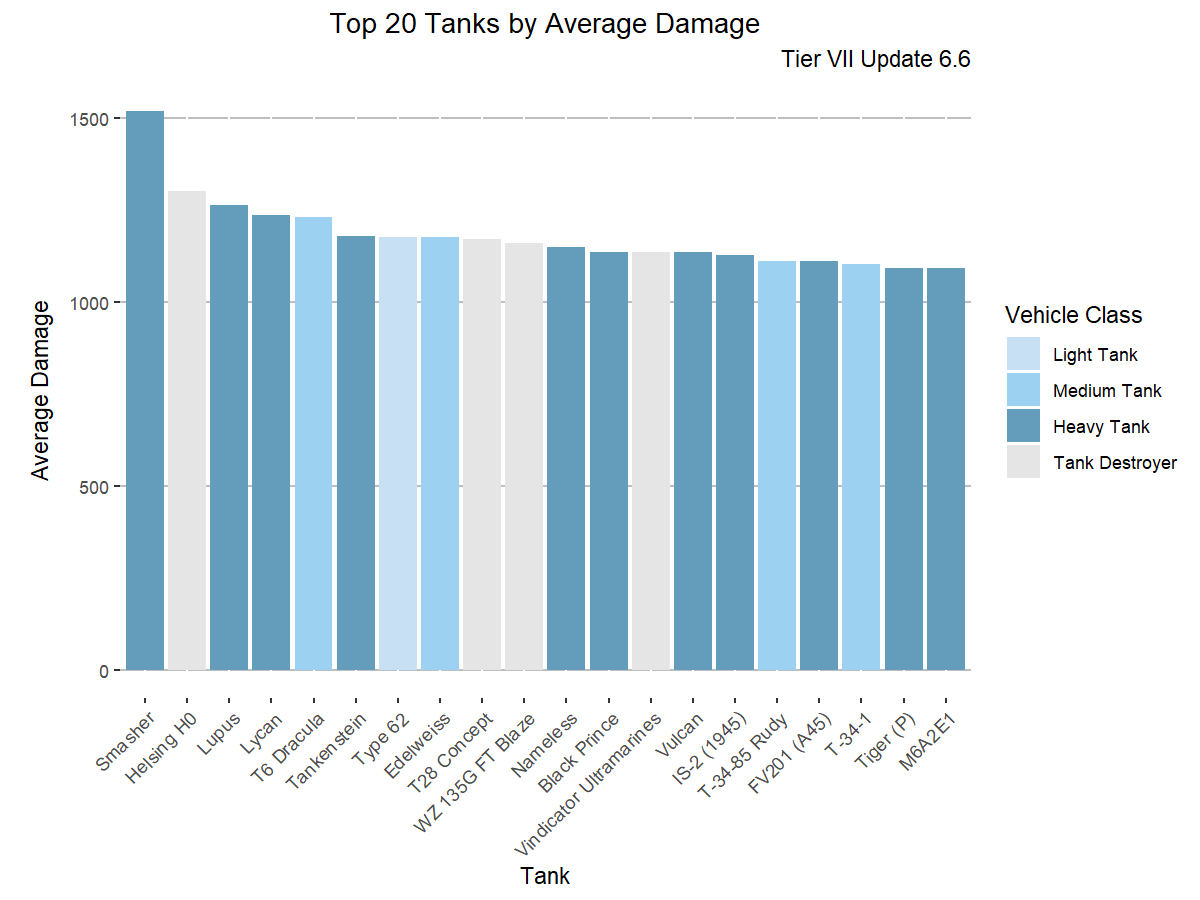 Top 20 Tanks by Average Damage
Tier VII Update 6.6
Average Damage
1500
1000
500
0
Smasher
Helsing H0
Lupus
Lycan
T6 Dracula
Tankenstein
Type 62
Edelweiss
T28 Concept
WZ 135G FT Blaze
Nameless
Black Prince
Vindicator Ultramarines
Vulcan
IS-2 (1945)
T-34-85 Rudy
FV201 (A45)
T-34-1
Tiger (P)
M6A2E1
Tank
Vehicle Class
Light Tank
Medium Tank
Heavy Tank
Tank Destroyer